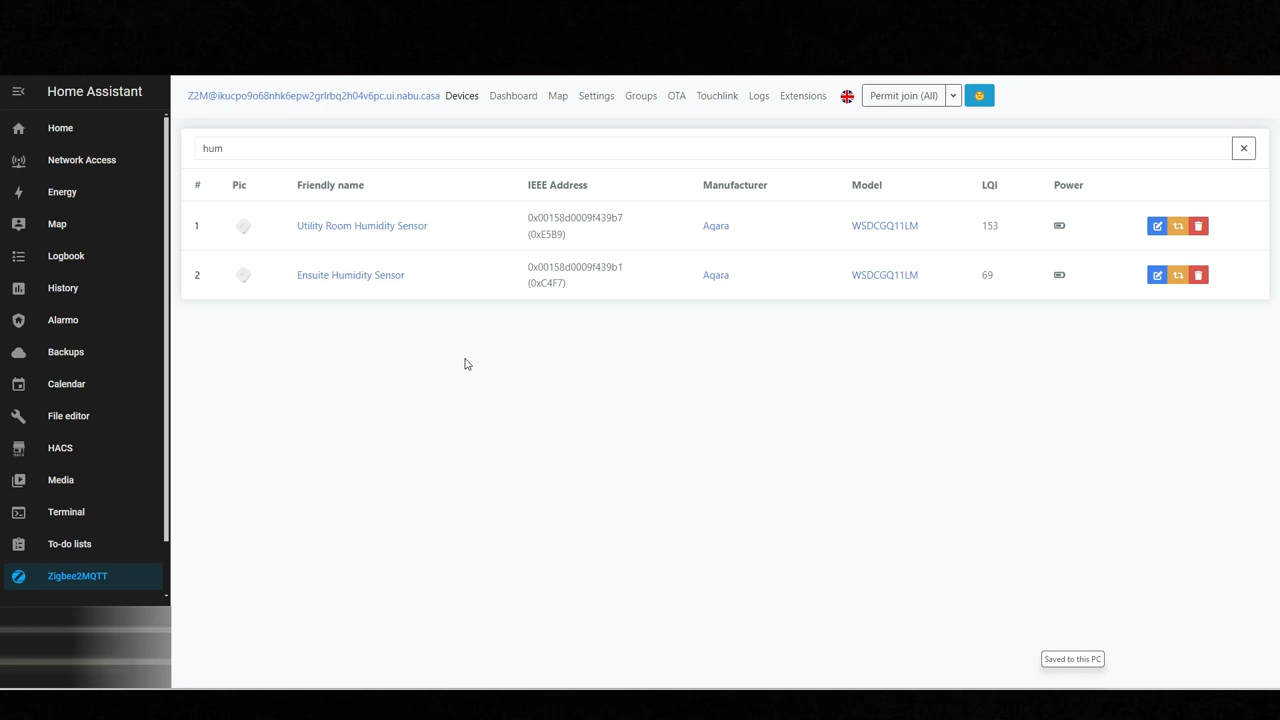 Home Assistant
Home
Network Access
Energy
Map
Logbook
History
Alarmo
Backups
Calendar
File editor
HACS
Media
Terminal
To-do lists
Zigbee2MQTT
Z2M@ikucpo9o68nhk6epw2grlrbq2h04v6pc.ui.nabu.casa Devices Dashboard Map Settings Groups OTA Touchlink Logs Extensions Permit join (All)
hum
# Pic Friendly name IEEE Address Manufacturer Model LQI Power
1 Utility Room Humidity Sensor 0x00158d0009f439b7 (0xE5B9) Aqara WSDCGQ11LM 153
2 Ensuite Humidity Sensor 0x00158d0009f439b1 (0xC4F7) Aqara WSDCGQ11LM 69
Saved to this PC